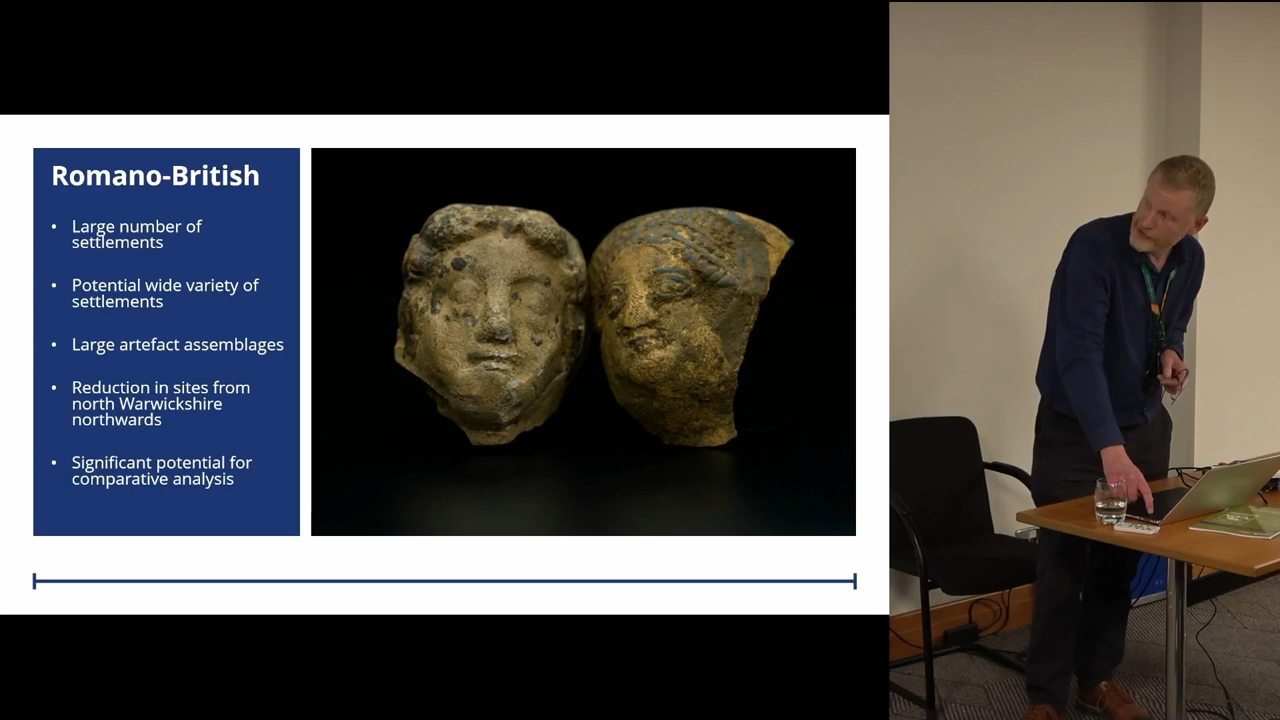 Romano-British
• Large number of
settlements
• Potential wide variety of
settlements
• Large artefact assemblages
• Reduction in sites from
north Warwickshire
northwards
• Significant potential for
comparative analysis